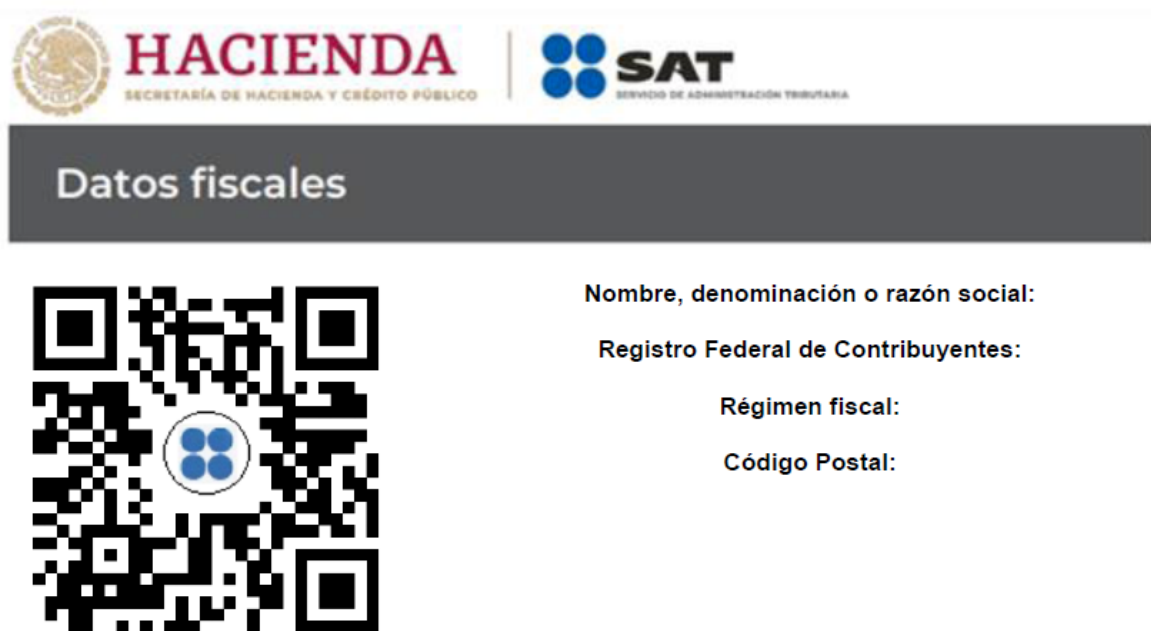 HACIENDA
SECRETARÍA DE HACIENDA Y CRÉDITO PÚBLICO
SAT
SERVICIO DE ADMINISTRACIÓN TRIBUTARIA
Datos fiscales
Nombre, denominación o razón social:
Registro Federal de Contribuyentes:
Régimen fiscal:
Código Postal: